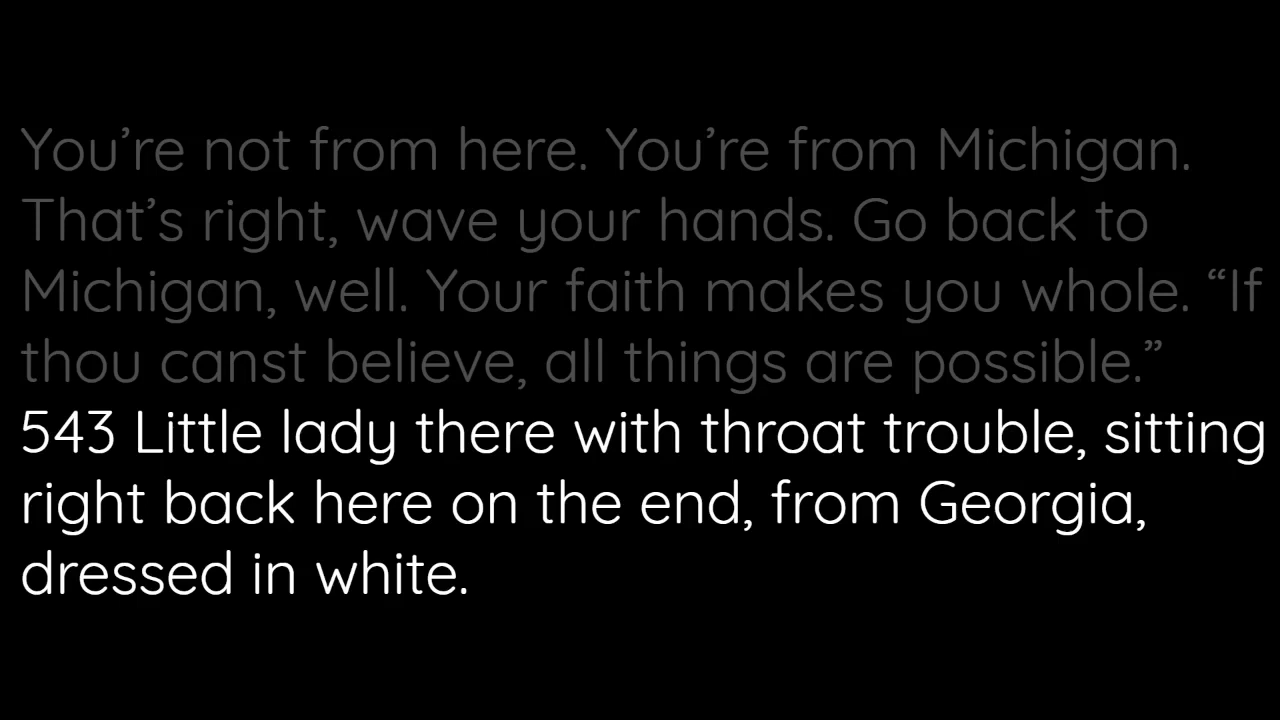 You’re not from here. You’re from Michigan.
That’s right, wave your hands. Go back to
Michigan, well. Your faith makes you whole. “If
thou canst believe, all things are possible.”
543 Little lady there with throat trouble, sitting
right back here on the end, from Georgia,
dressed in white.